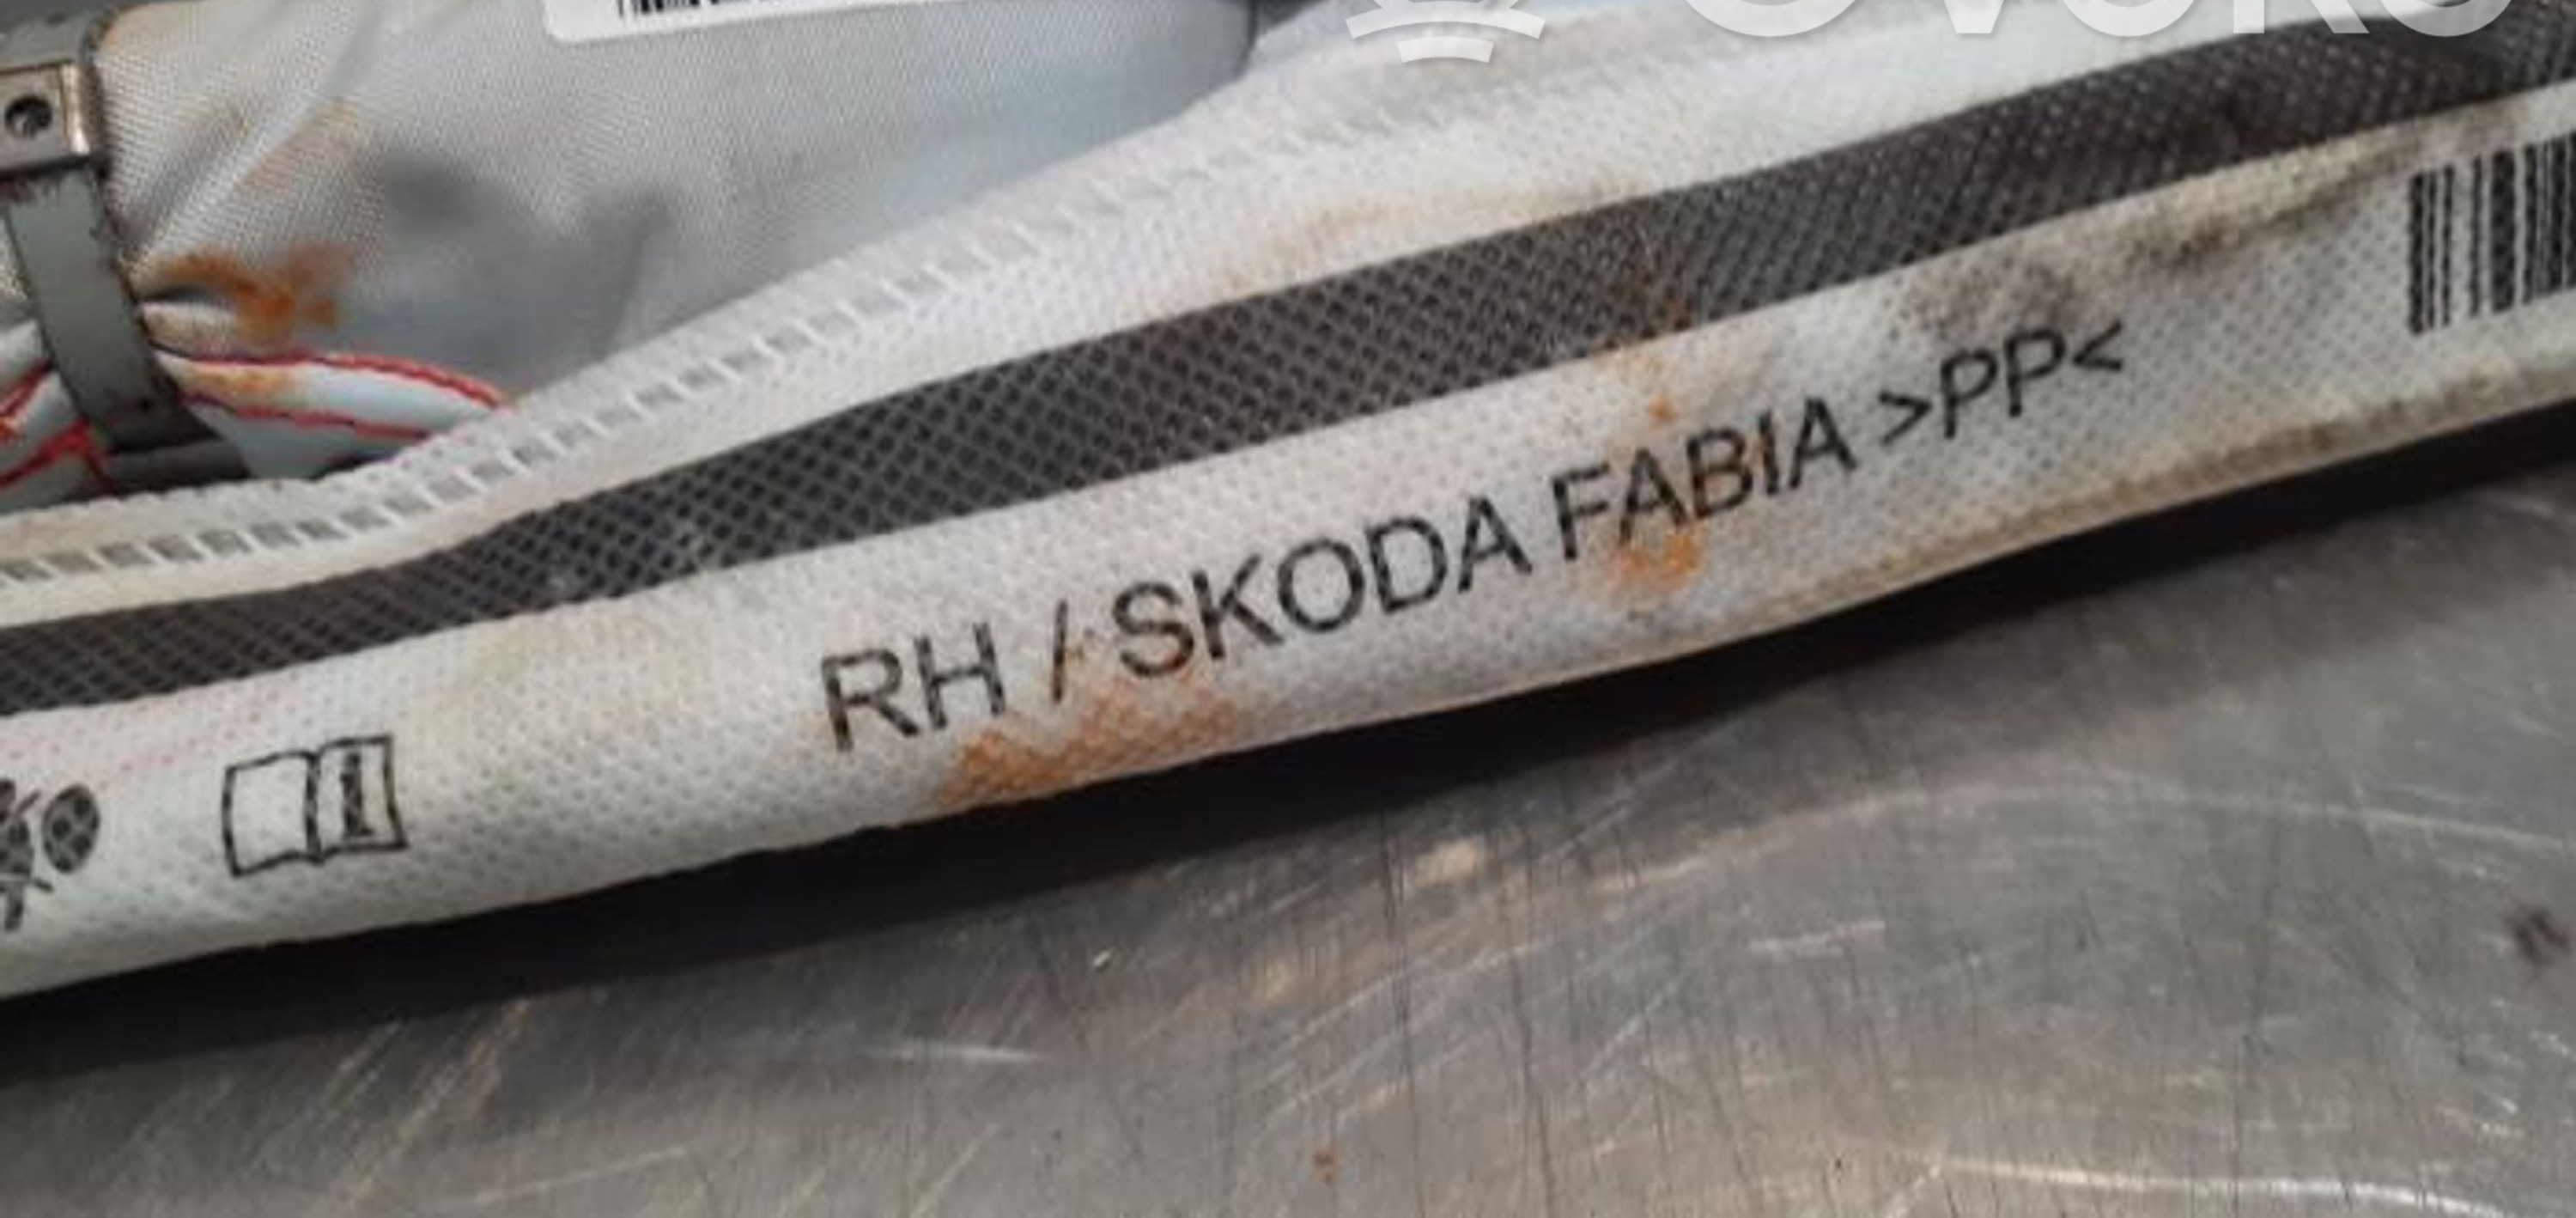 RH / SKODA FABIA >PP<